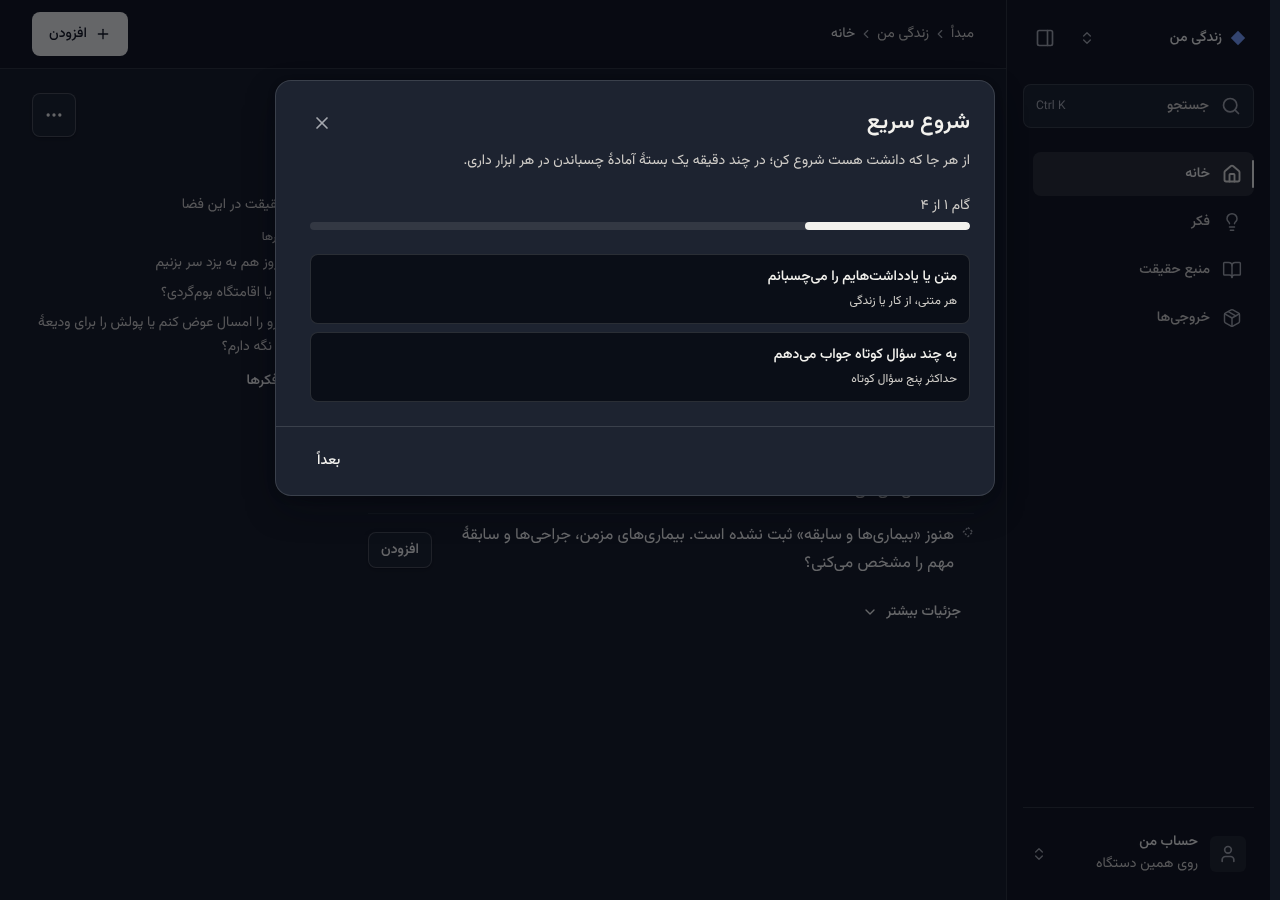 زندگی من
جستجو
Ctrl K
خانه
فکر
منبع حقیقت
خروجی‌ها
حساب من
روی همین دستگاه
مبدأ › زندگی من › خانه
افزودن
شروع سریع
از هر جا که دانشت هست شروع کن؛ در چند دقیقه یک بستهٔ آمادهٔ چسباندن در هر ابزار داری.
گام ۱ از ۴
متن یا یادداشت‌هایم را می‌چسبانم
هر متنی، از کار یا زندگی
به چند سؤال کوتاه جواب می‌دهم
حداکثر پنج سؤال کوتاه
بعداً
در این فضا
هم به یزد سر بزنیم
یا اقامتگاه بوم‌گردی؟
را امسال عوض کنم یا پولش را برای ودیعهٔ
نگه دارم؟
هنوز «بیماری‌ها و سابقه» ثبت نشده است. بیماری‌های مزمن، جراحی‌ها و سابقهٔ
مهم را مشخص می‌کنی؟
افزودن
جزئیات بیشتر